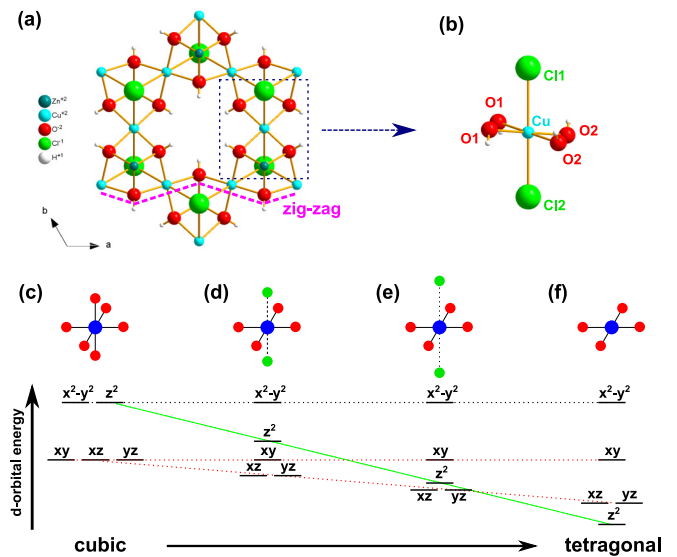 (a)
(b)
Zn⁺²
Cu⁺²
O⁻²
Cl⁻¹
H⁺¹
zig-zag
b
a
Cl1
O1
Cu
O1
O2
O2
Cl2
(c) (d) (e) (f)
x²-y² z² x²-y² x²-y² x²-y²
z²
xy xz yz xy xy xy
z²
xz yz xz yz xz yz
z²
d-orbital energy
cubic tetragonal